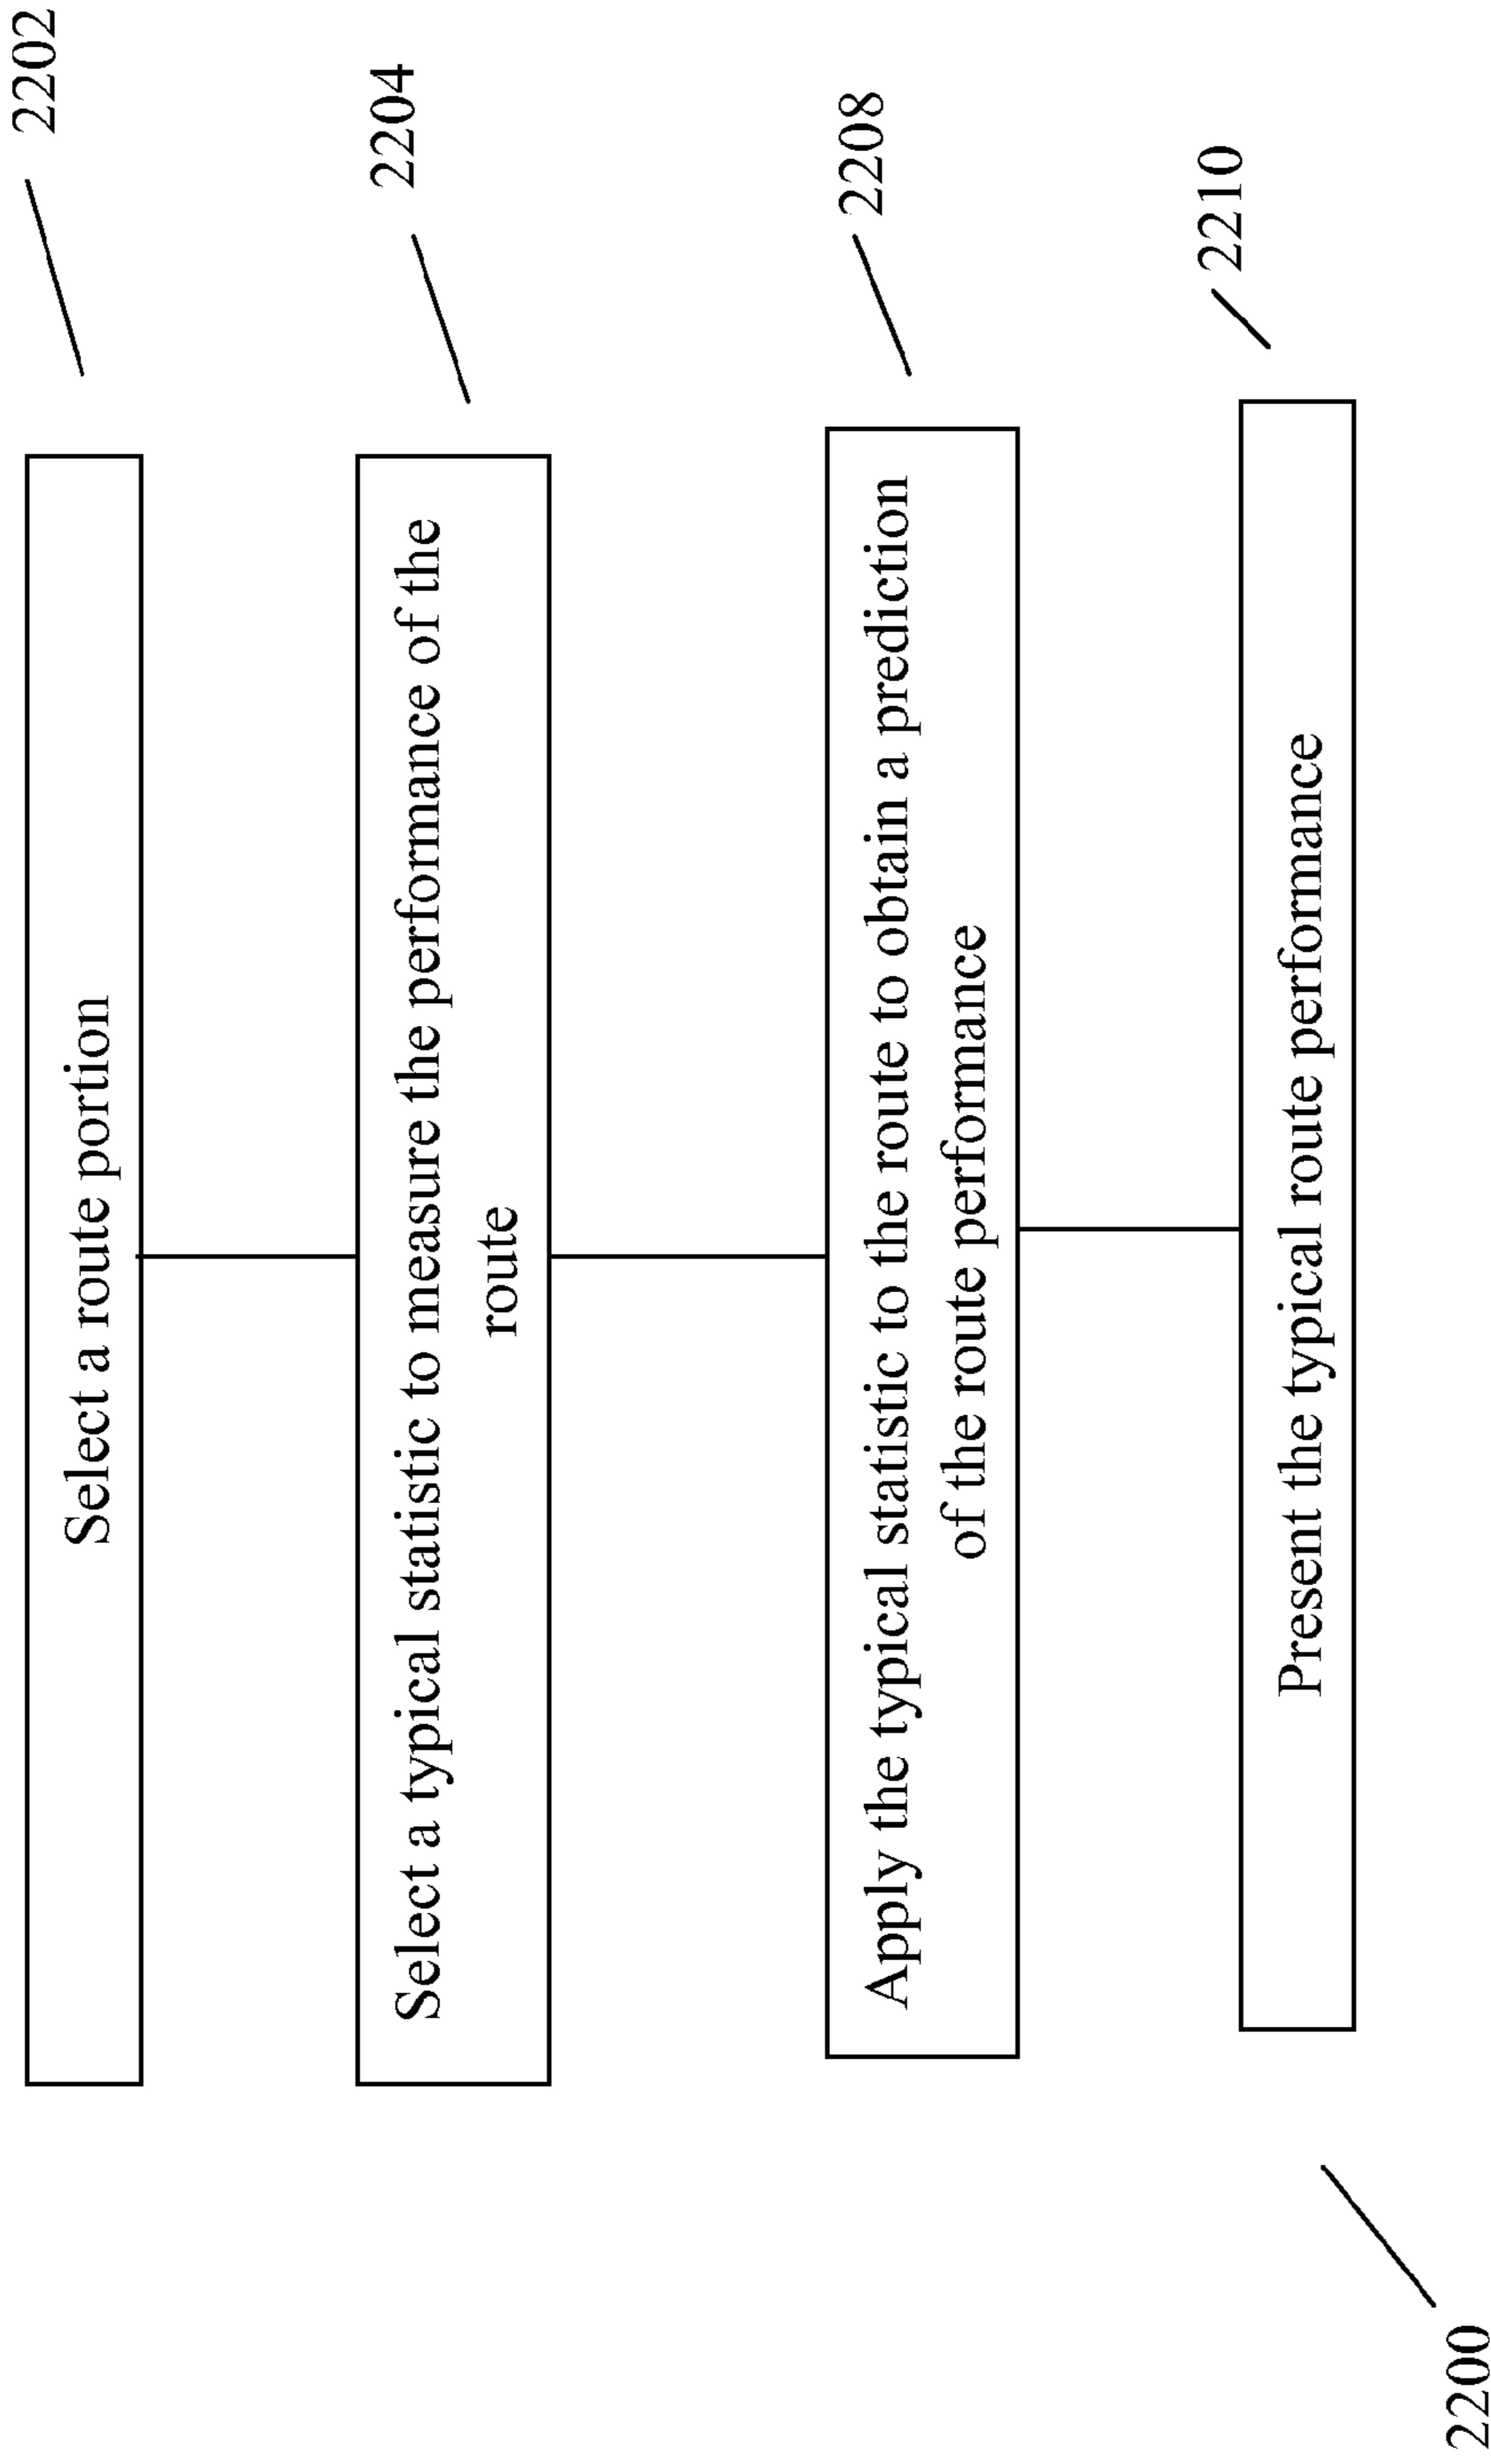 2202
Select a route portion
2204
Select a typical statistic to measure the performance of the
route
2208
Apply the typical statistic to the route to obtain a prediction
of the route performance
2210
Present the typical route performance
2200